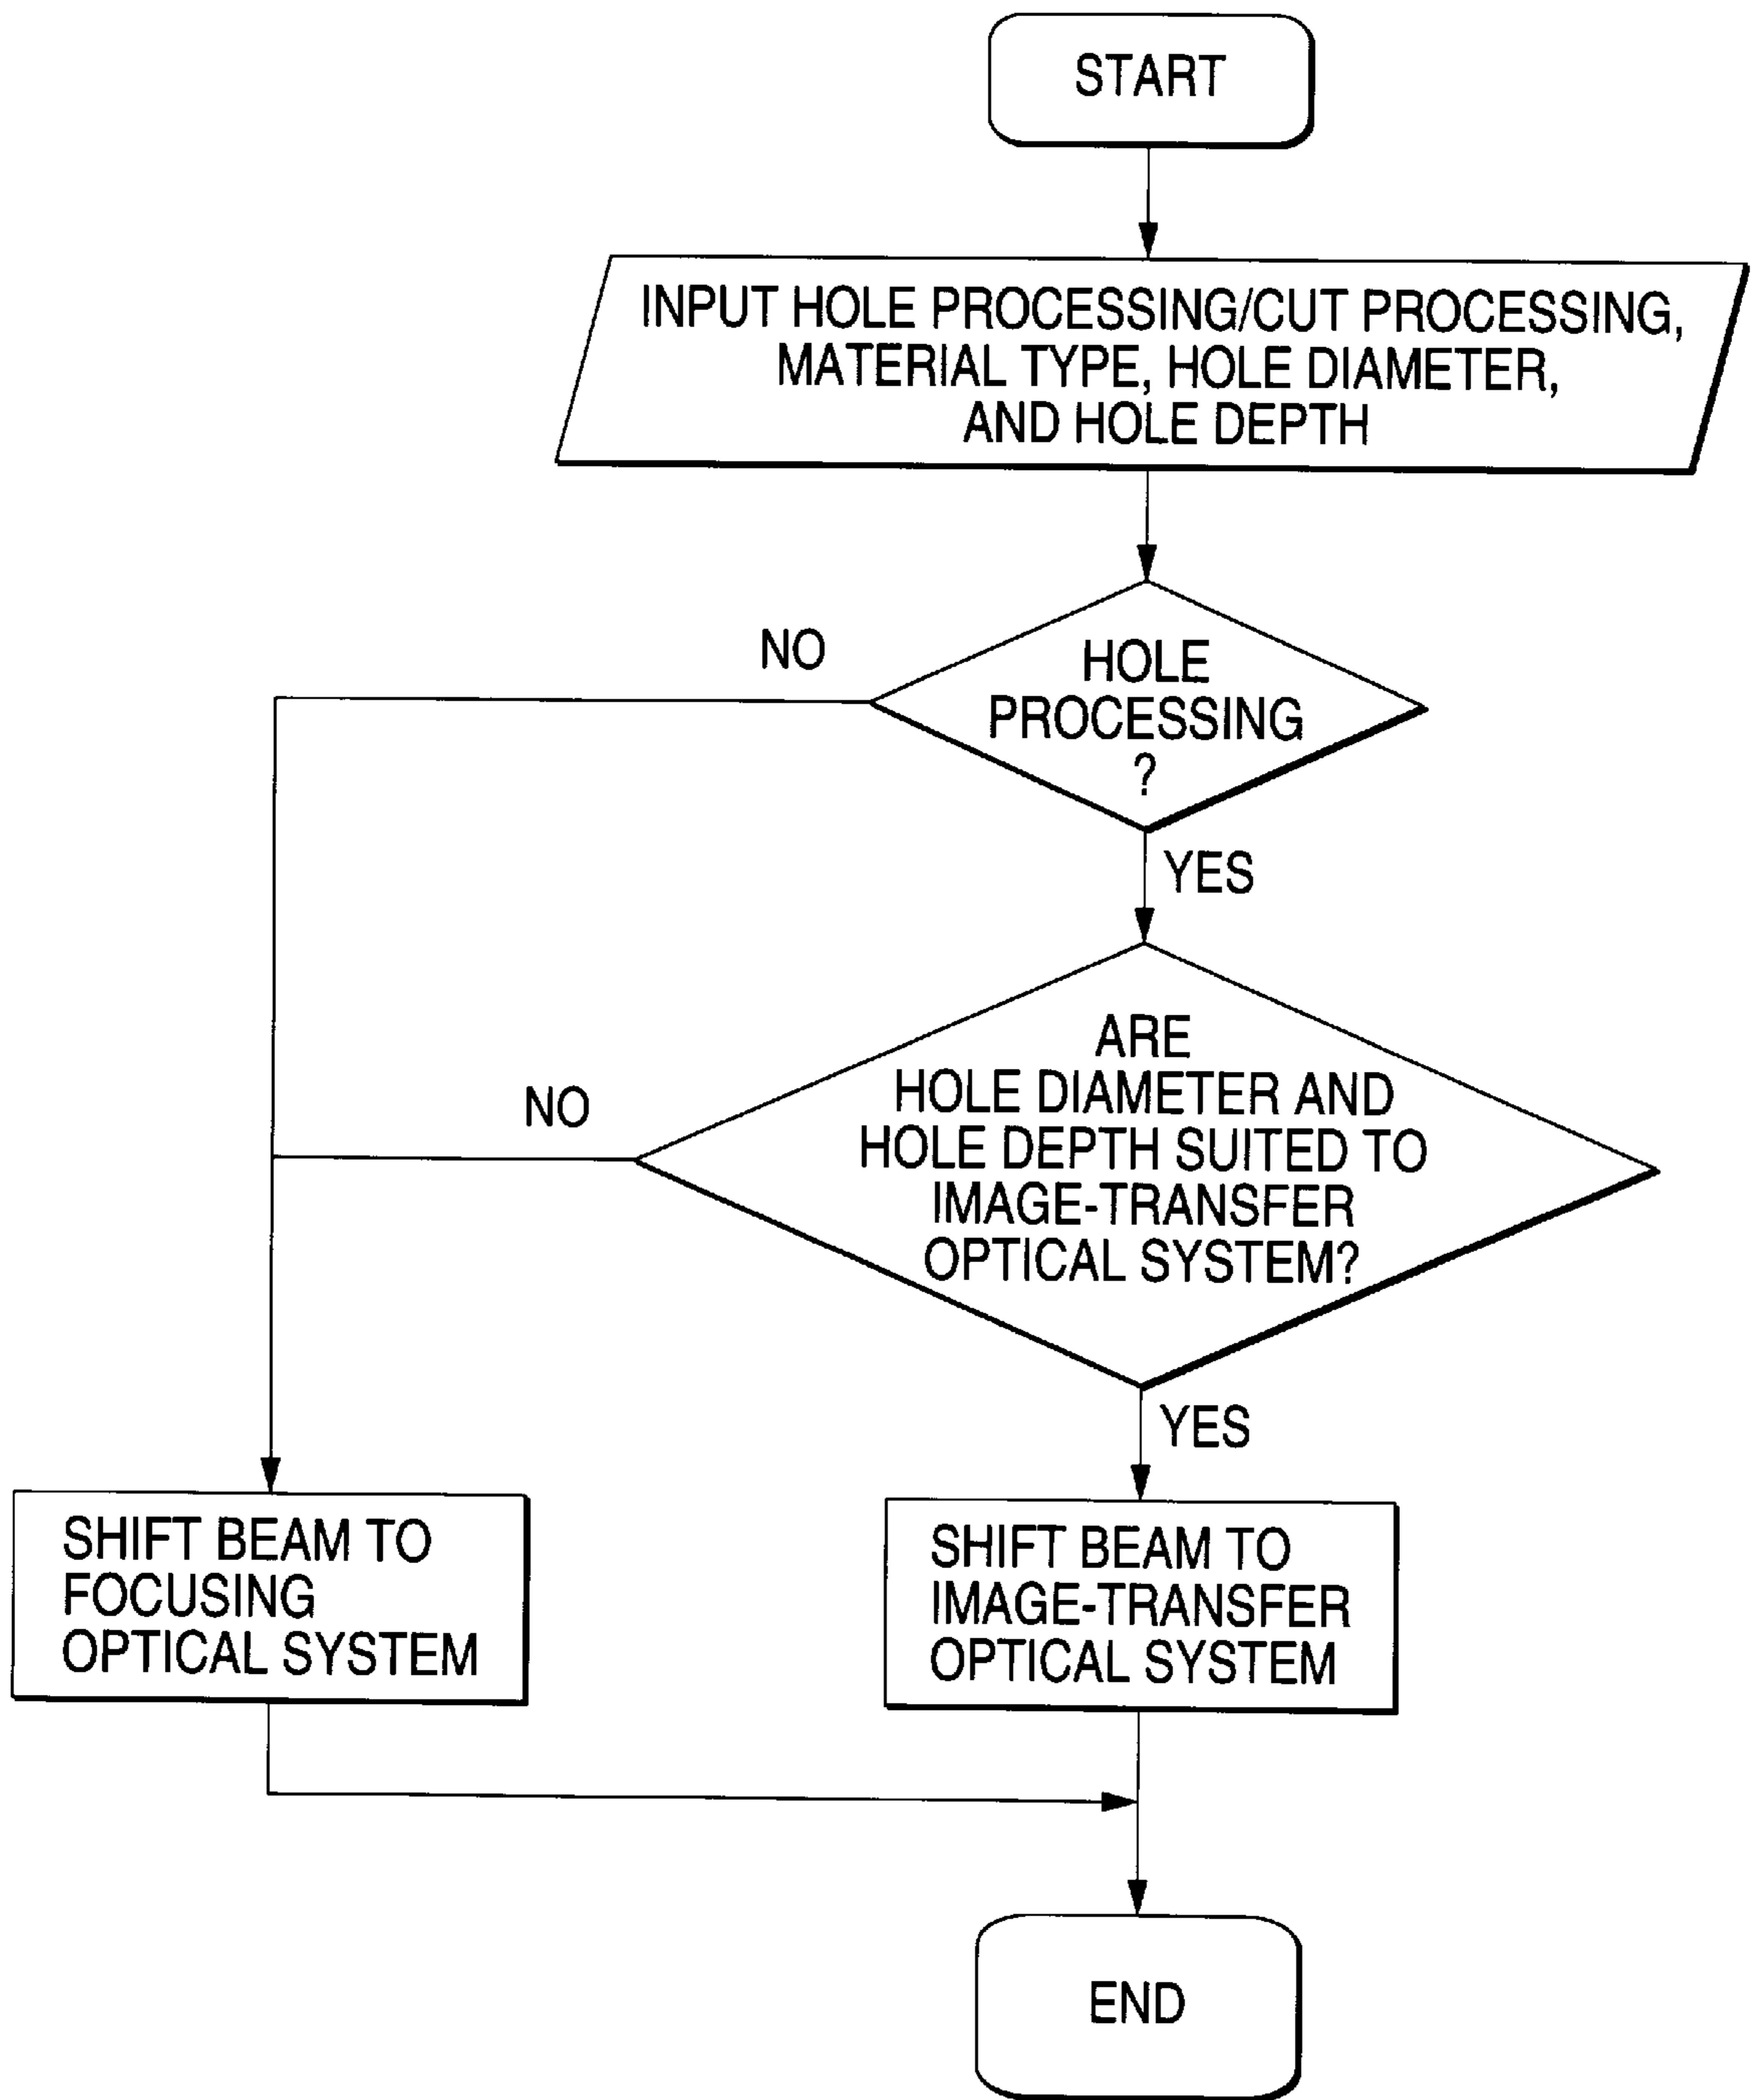 START
INPUT HOLE PROCESSING/CUT PROCESSING,
MATERIAL TYPE, HOLE DIAMETER,
AND HOLE DEPTH
NO
HOLE
PROCESSING
?
YES
ARE
HOLE DIAMETER AND
HOLE DEPTH SUITED TO
IMAGE-TRANSFER
OPTICAL SYSTEM?
NO
YES
SHIFT BEAM TO
FOCUSING
OPTICAL SYSTEM
SHIFT BEAM TO
IMAGE-TRANSFER
OPTICAL SYSTEM
END